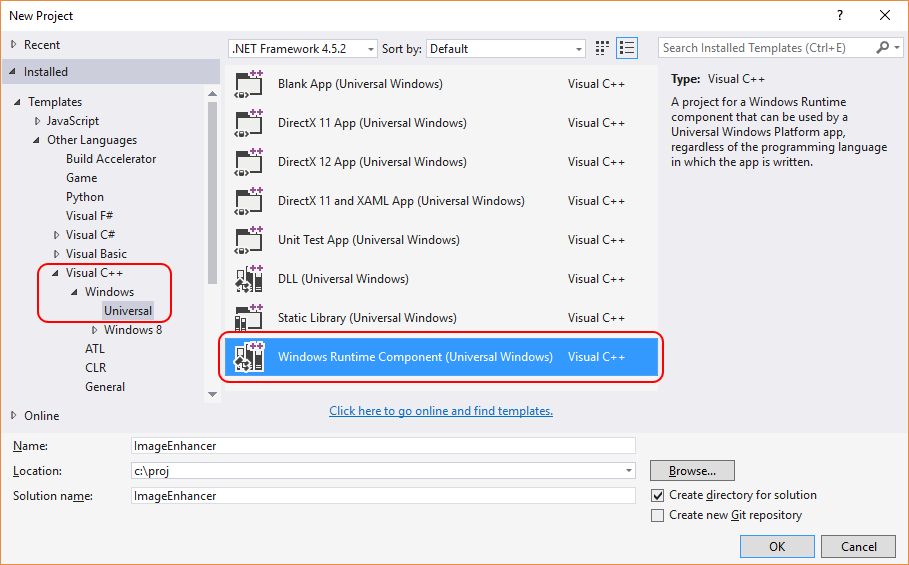 New Project
?
Recent
.NET Framework 4.5.2
Sort by:
Default
Search Installed Templates (Ctrl+E)
Installed
Templates
JavaScript
Other Languages
Build Accelerator
Game
Python
Visual F#
Visual C#
Visual Basic
Visual C++
Windows
Universal
Windows 8
ATL
CLR
General
Online
Blank App (Universal Windows) Visual C++
DirectX 11 App (Universal Windows) Visual C++
DirectX 12 App (Universal Windows) Visual C++
DirectX 11 and XAML App (Universal Windows) Visual C++
Unit Test App (Universal Windows) Visual C++
DLL (Universal Windows) Visual C++
Static Library (Universal Windows) Visual C++
Windows Runtime Component (Universal Windows) Visual C++
Click here to go online and find templates.
Type: Visual C++
A project for a Windows Runtime
component that can be used by a
Universal Windows Platform app,
regardless of the programming language
in which the app is written.
Name: ImageEnhancer
Location: c:\proj
Browse...
Solution name: ImageEnhancer
Create directory for solution
Create new Git repository
OK
Cancel